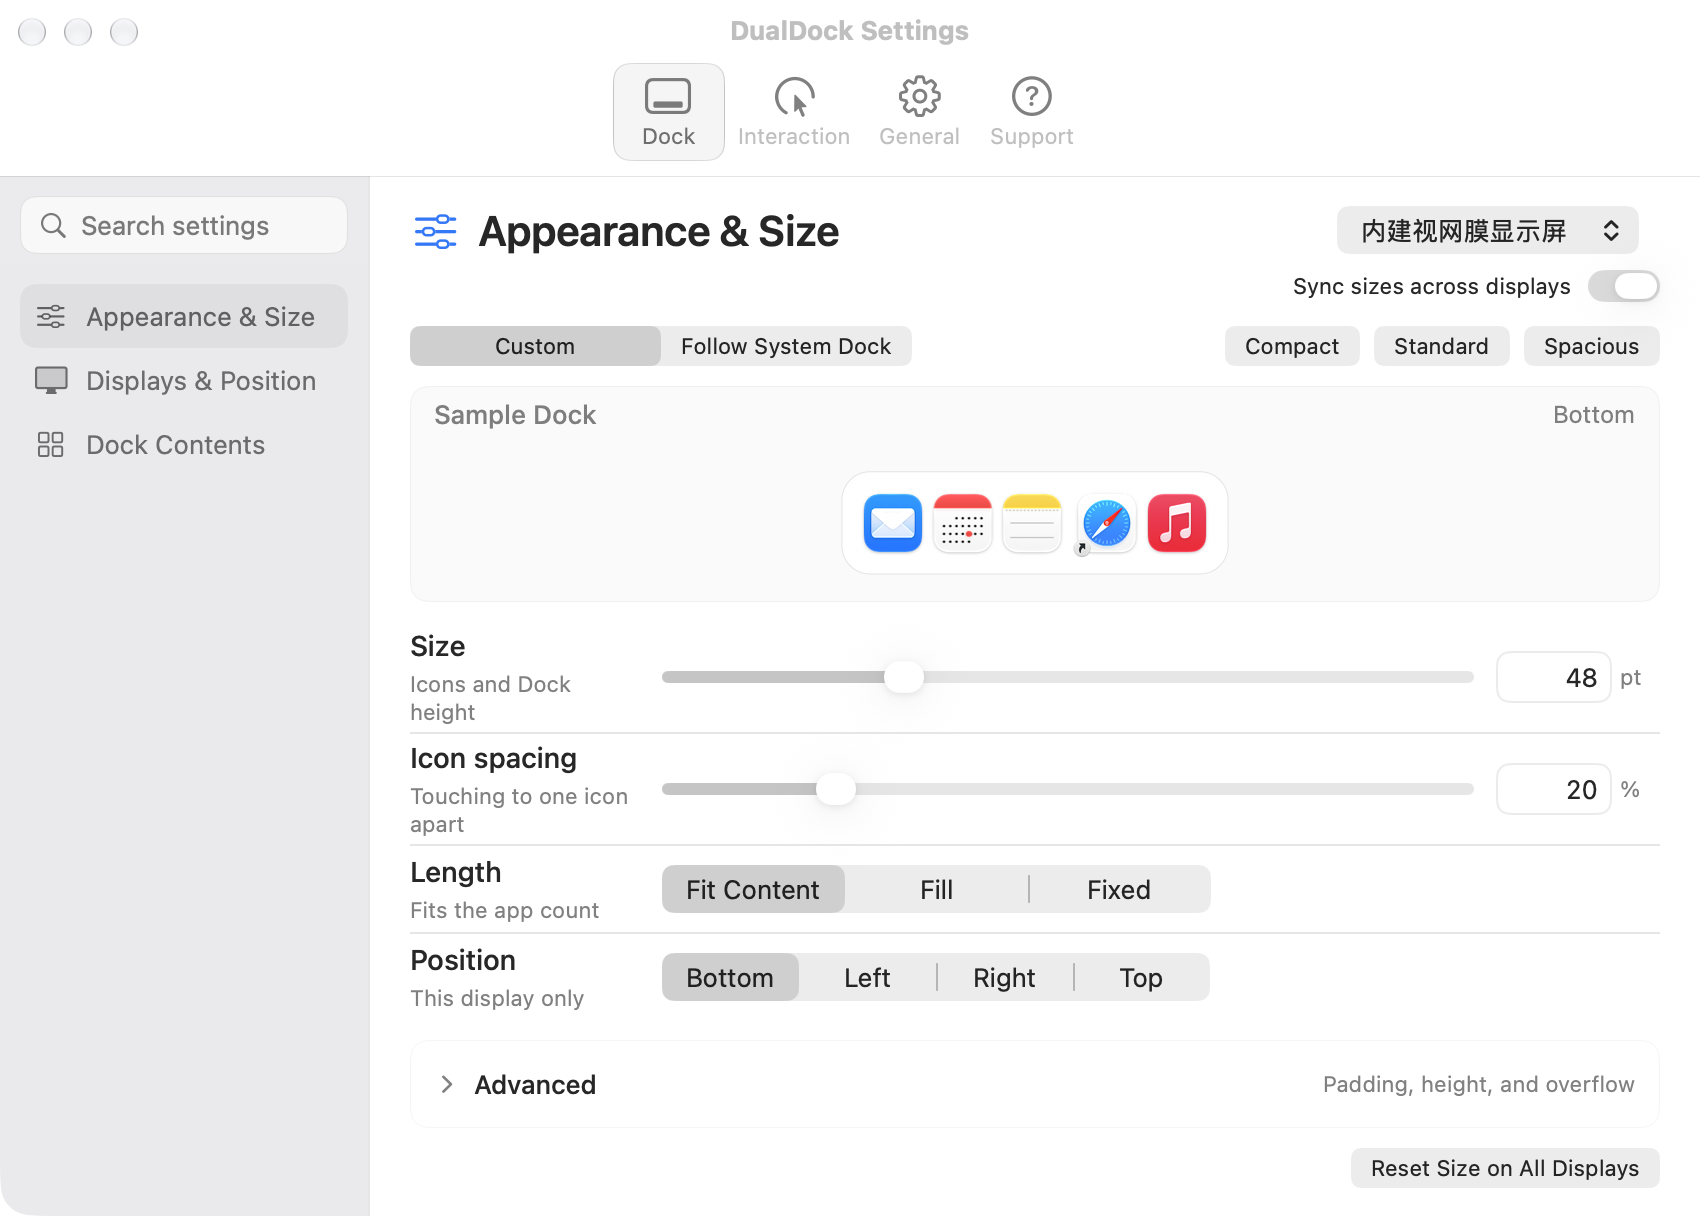 DualDock Settings
Dock
Interaction
General
Support
Search settings
Appearance & Size
Displays & Position
Dock Contents
Appearance & Size
内建视网膜显示屏
Sync sizes across displays
Custom
Follow System Dock
Compact
Standard
Spacious
Sample Dock
Bottom
Size
Icons and Dock
height
48 pt
Icon spacing
Touching to one icon
apart
20 %
Length
Fits the app count
Fit Content
Fill
Fixed
Position
This display only
Bottom
Left
Right
Top
Advanced
Padding, height, and overflow
Reset Size on All Displays